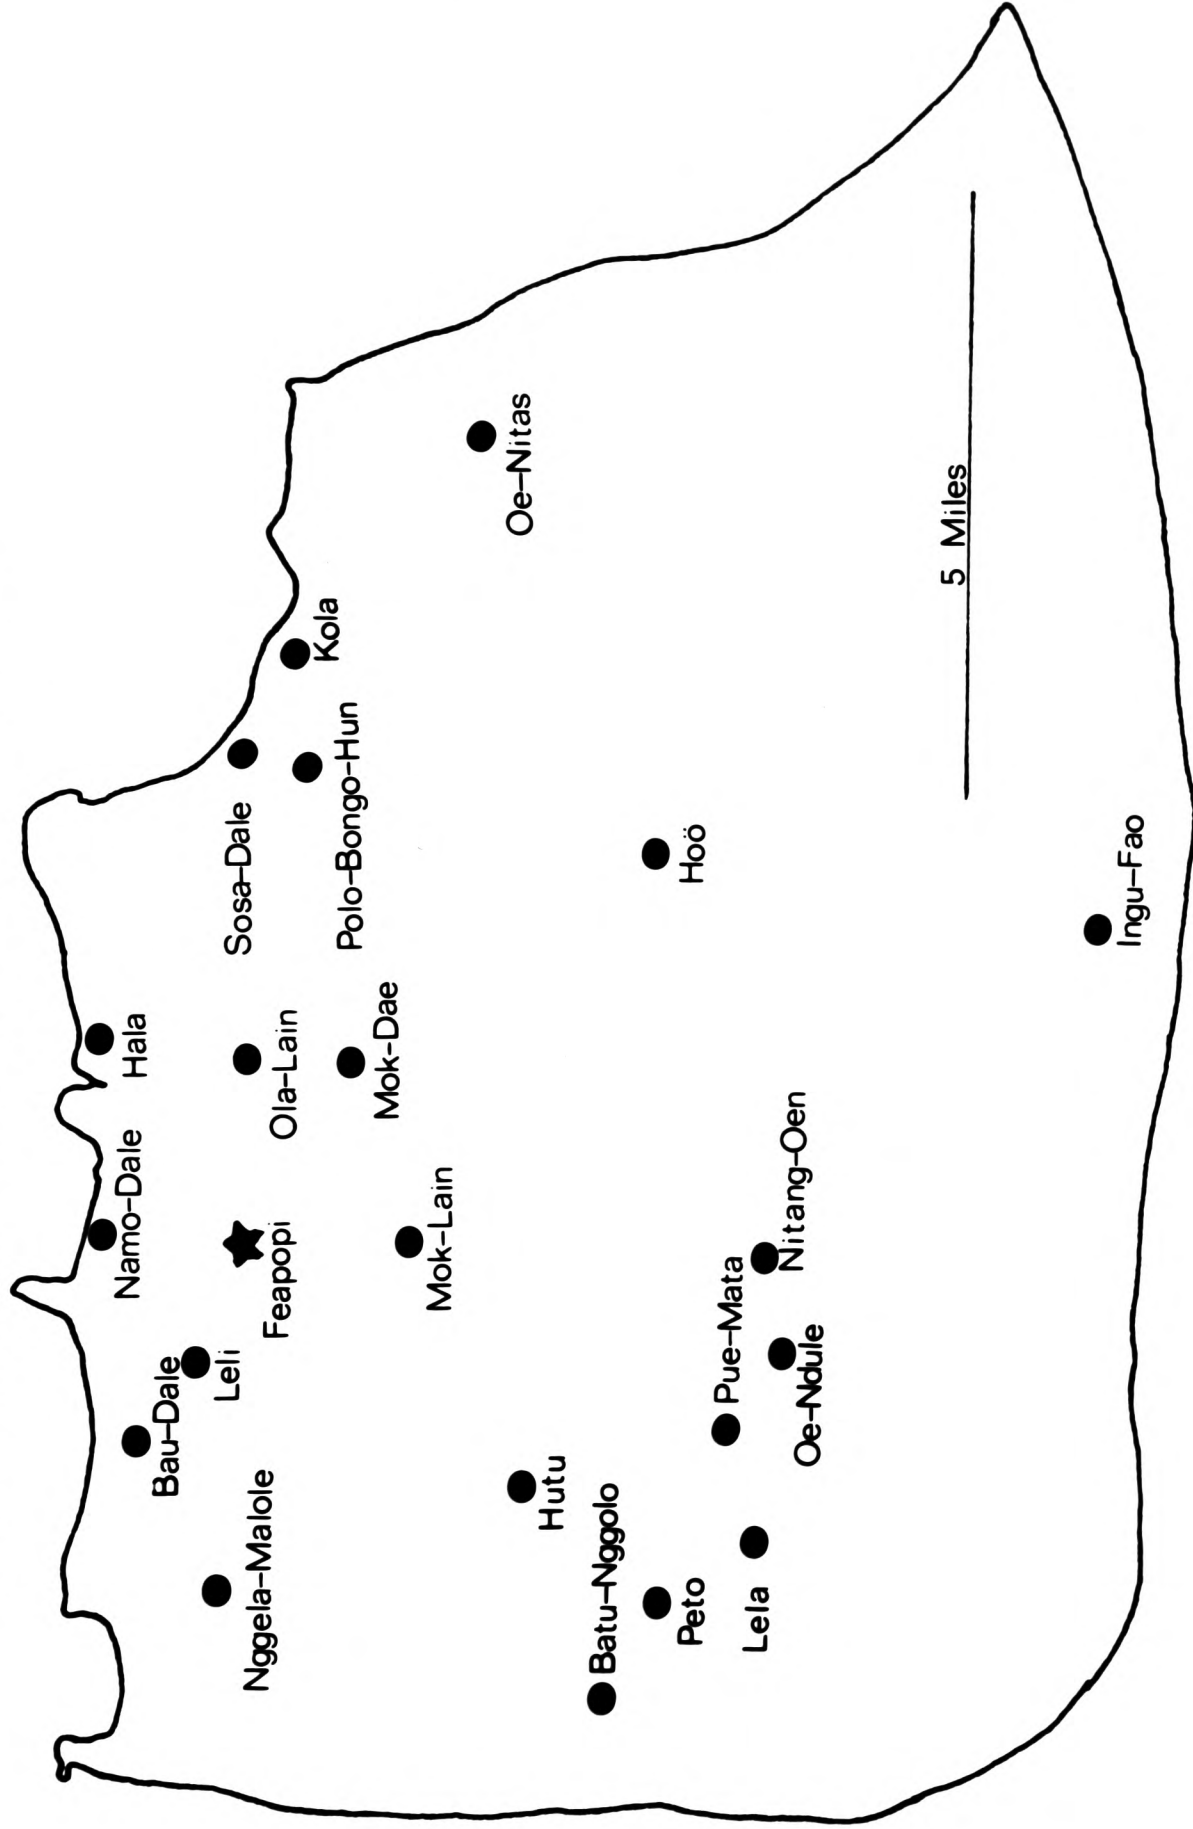 Namo-Dale
Hala
Bau-Dale
Leli
Feapopi
Ola-Lain
Sosa-Dale
Kola
Nggela-Malole
Mok-Dae
Polo-Bongo-Hun
Mok-Lain
Oe-Nitas
Hutu
Batu-Nggolo
Hoö
Peto
Pue-Mata
Lela
Nitang-Oen
Oe-Ndule
5 Miles
Ingu-Fao